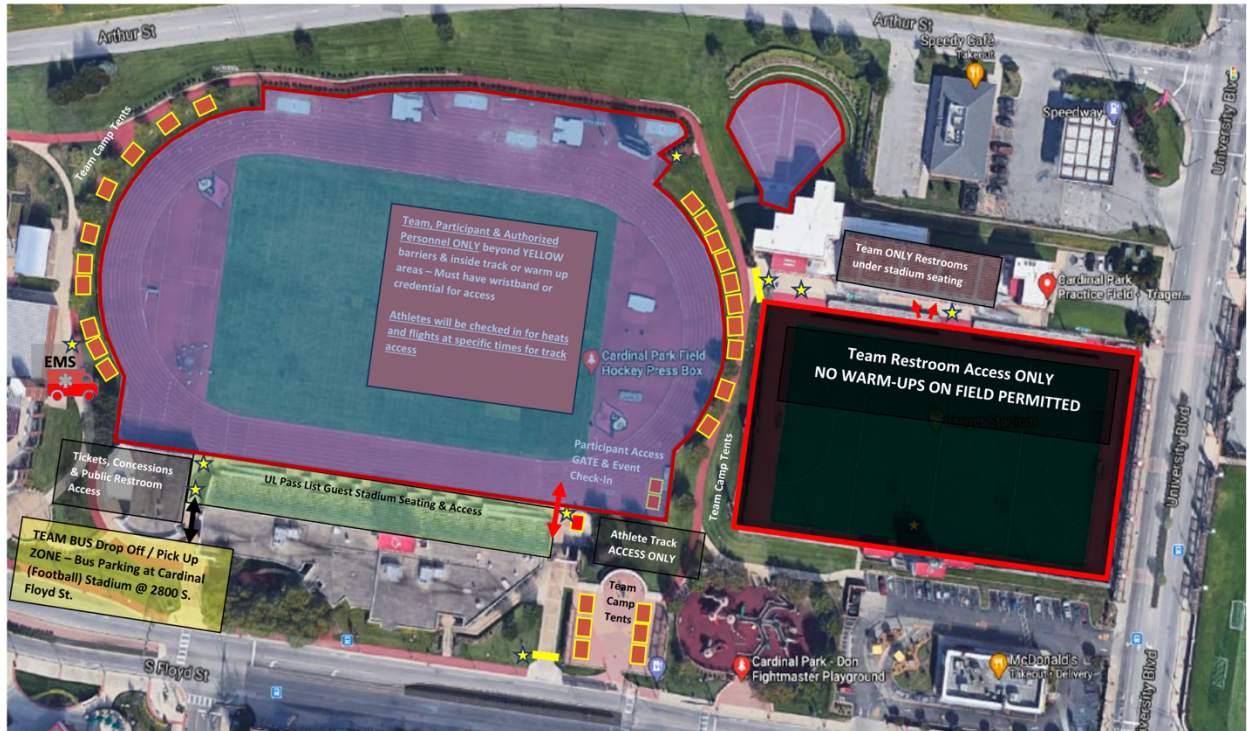 Arthur St
Arthur St
Speedy Café
Takeout
Speedway
University Blvd
Team Camp Tents
Team, Participant & Authorized
Personnel ONLY beyond YELLOW
barriers & inside track or warm up
areas – Must have wristband or
credential for access
Athletes will be checked in for heats
and flights at specific times for track
access
Team ONLY Restrooms
under stadium seating
Cardinal Park
Practice Field - Trager...
EMS
Cardinal Park Field
Hockey Press Box
Team Restroom Access ONLY
NO WARM-UPS ON FIELD PERMITTED
Tickets, Concessions
& Public Restroom
Access
UL Pass List Guest Stadium Seating & Access
Participant Access
GATE & Event
Check-In
Team Camp Tents
University Blvd
TEAM BUS Drop Off / Pick Up
ZONE – Bus Parking at Cardinal
(Football) Stadium @ 2800 S.
Floyd St.
Athlete Track
ACCESS ONLY
Team
Camp
Tents
S Floyd St
Cardinal Park - Don
Fightmaster Playground
McDonald's
Takeout • Delivery
University Blvd